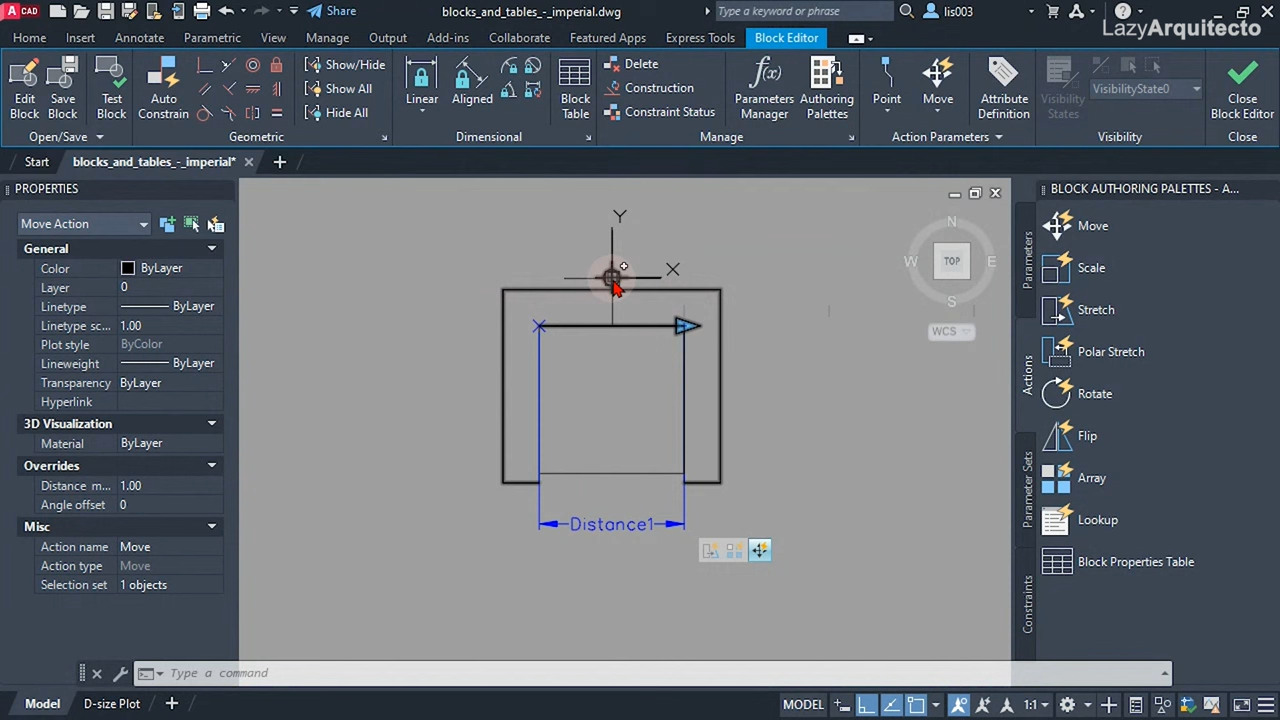 CAD
Share
blocks_and_tables_-_imperial.dwg
Type a keyword or phrase
lis003
LazyArquitecto
Home
Insert
Annotate
Parametric
View
Manage
Output
Add-ins
Collaborate
Featured Apps
Express Tools
Block Editor
Edit Block
Save Block
Test Block
Auto Constrain
Show/Hide
Show All
Hide All
Linear
Aligned
Block Table
Delete
Construction
Constraint Status
f(x)
Parameters Manager
Authoring Palettes
Point
Move
Attribute Definition
Visibility States
VisibilityState0
Close Block Editor
Open/Save
Geometric
Dimensional
Manage
Action Parameters
Visibility
Close
Start
blocks_and_tables_-_imperial*
PROPERTIES
Move Action
General
Color ByLayer
Layer 0
Linetype ByLayer
Linetype sc... 1.00
Plot style ByColor
Lineweight ByLayer
Transparency ByLayer
Hyperlink
3D Visualization
Material ByLayer
Overrides
Distance m... 1.00
Angle offset 0
Misc
Action name Move
Action type Move
Selection set 1 objects
Y
X
Distance1
N
W
TOP
E
S
WCS
BLOCK AUTHORING PALETTES - A...
Parameters
Actions
Parameter Sets
Constraints
Move
Scale
Stretch
Polar Stretch
Rotate
Flip
Array
Lookup
Block Properties Table
Type a command
Model
D-size Plot
MODEL
1:1